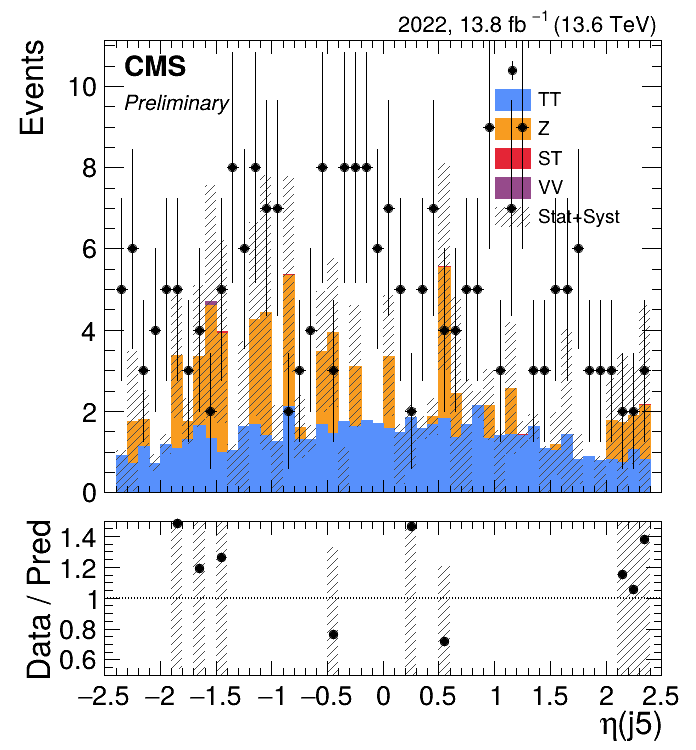 2022, 13.8 fb⁻¹ (13.6 TeV)
Events
CMS
Preliminary
TT
Z
ST
VV
Stat+Syst
10
8
6
4
2
0
Data / Pred
1.4
1.2
1
0.8
0.6
−2.5 −2 −1.5 −1 −0.5 0 0.5 1 1.5 2 2.5
η(j5)